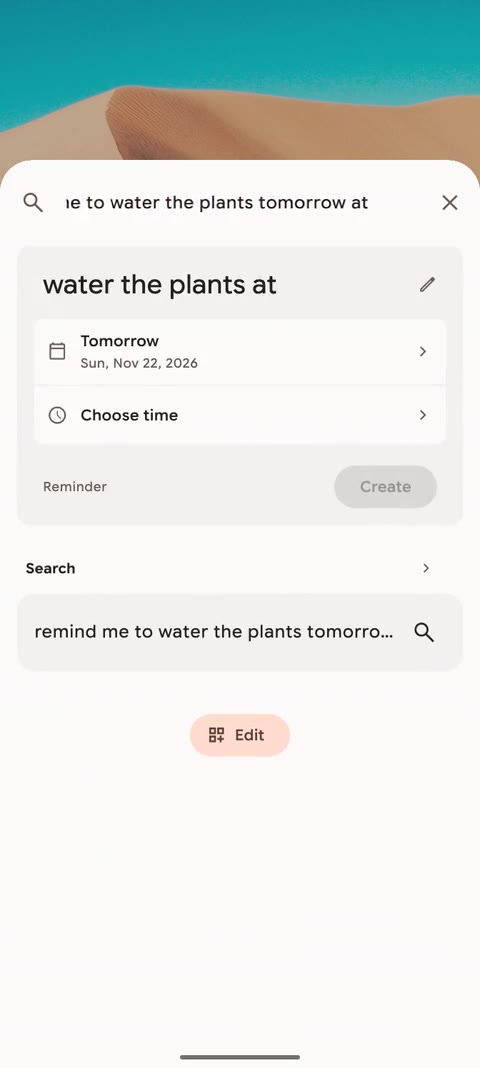 me to water the plants tomorrow at
water the plants at
Tomorrow
Sun, Nov 22, 2026
Choose time
Reminder
Create
Search
remind me to water the plants tomorro...
Edit